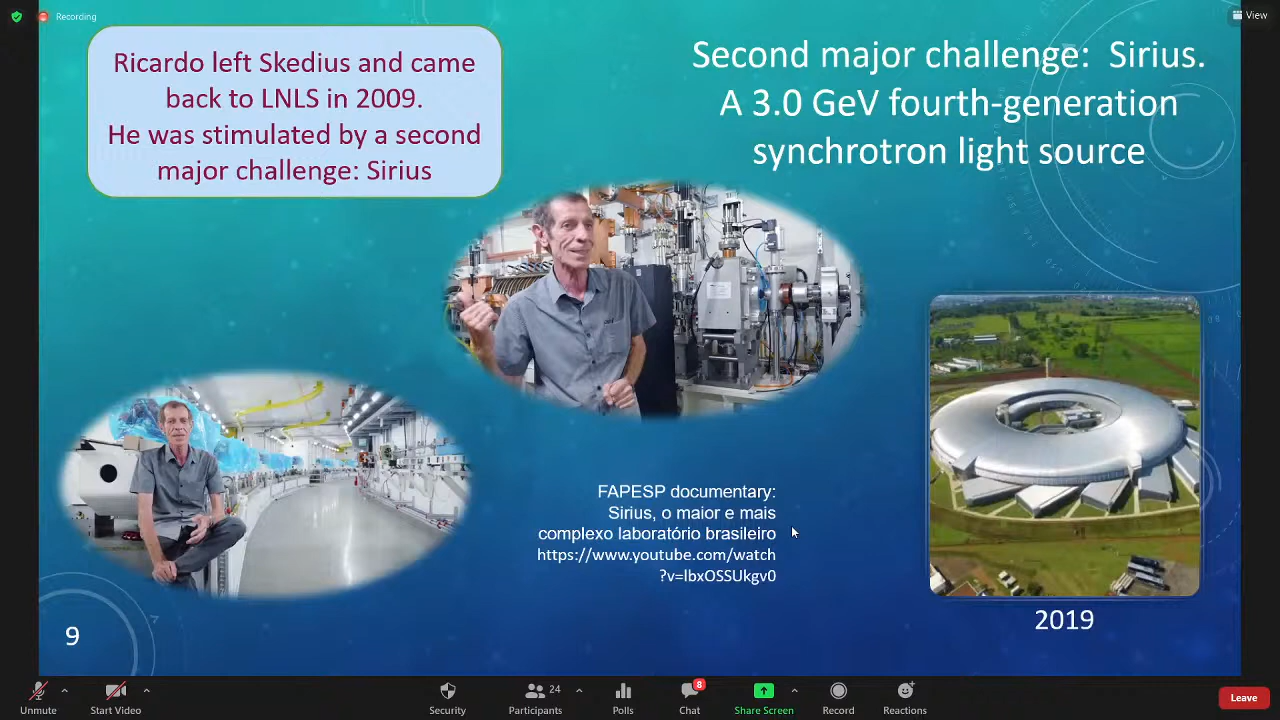 Recording
View
Ricardo left Skedius and came
back to LNLS in 2009.
He was stimulated by a second
major challenge: Sirius
Second major challenge: Sirius.
A 3.0 GeV fourth-generation
synchrotron light source
FAPESP documentary:
Sirius, o maior e mais
complexo laboratório brasileiro
https://www.youtube.com/watch
?v=lbxOSSUkgv0
2019
9
Unmute
Start Video
Security
24
Participants
Polls
8
Chat
Share Screen
Record
Reactions
Leave